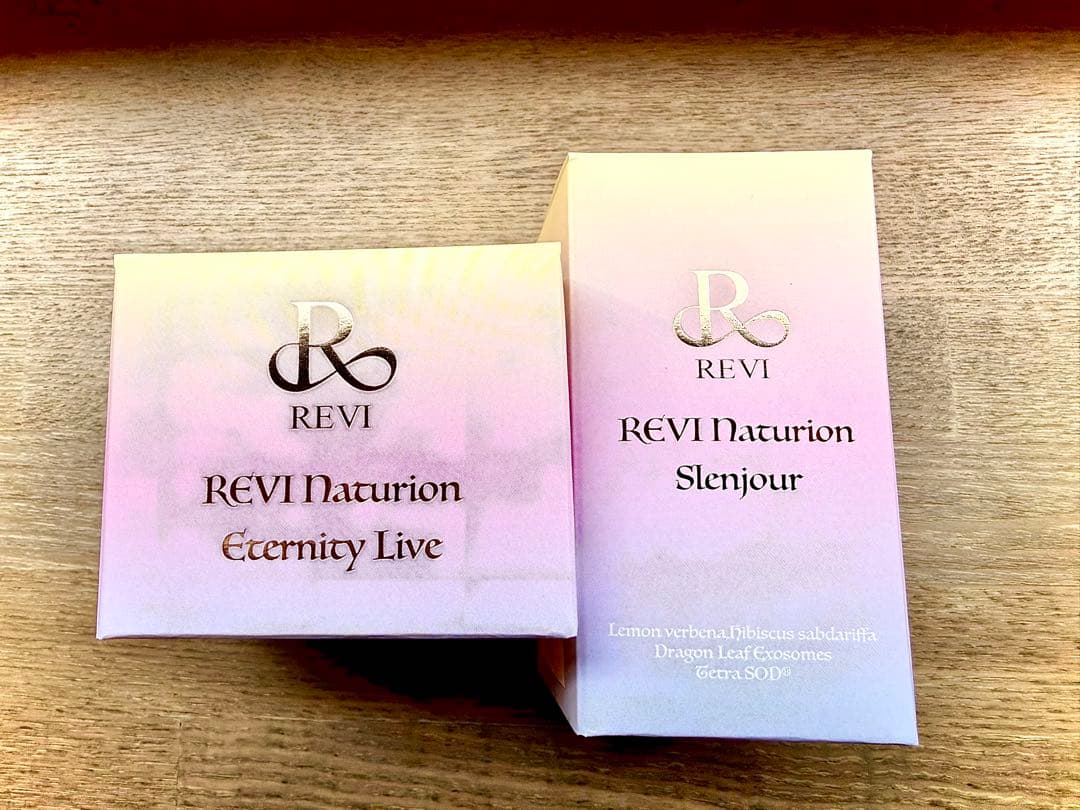 R
REVI
REVI Naturion
Eternity Live
R
REVI
REVI Naturion
Slenjour
Lemon verbena,Hibiscus sabdariffa
Dragon Leaf Exosomes
Tetra SOD®